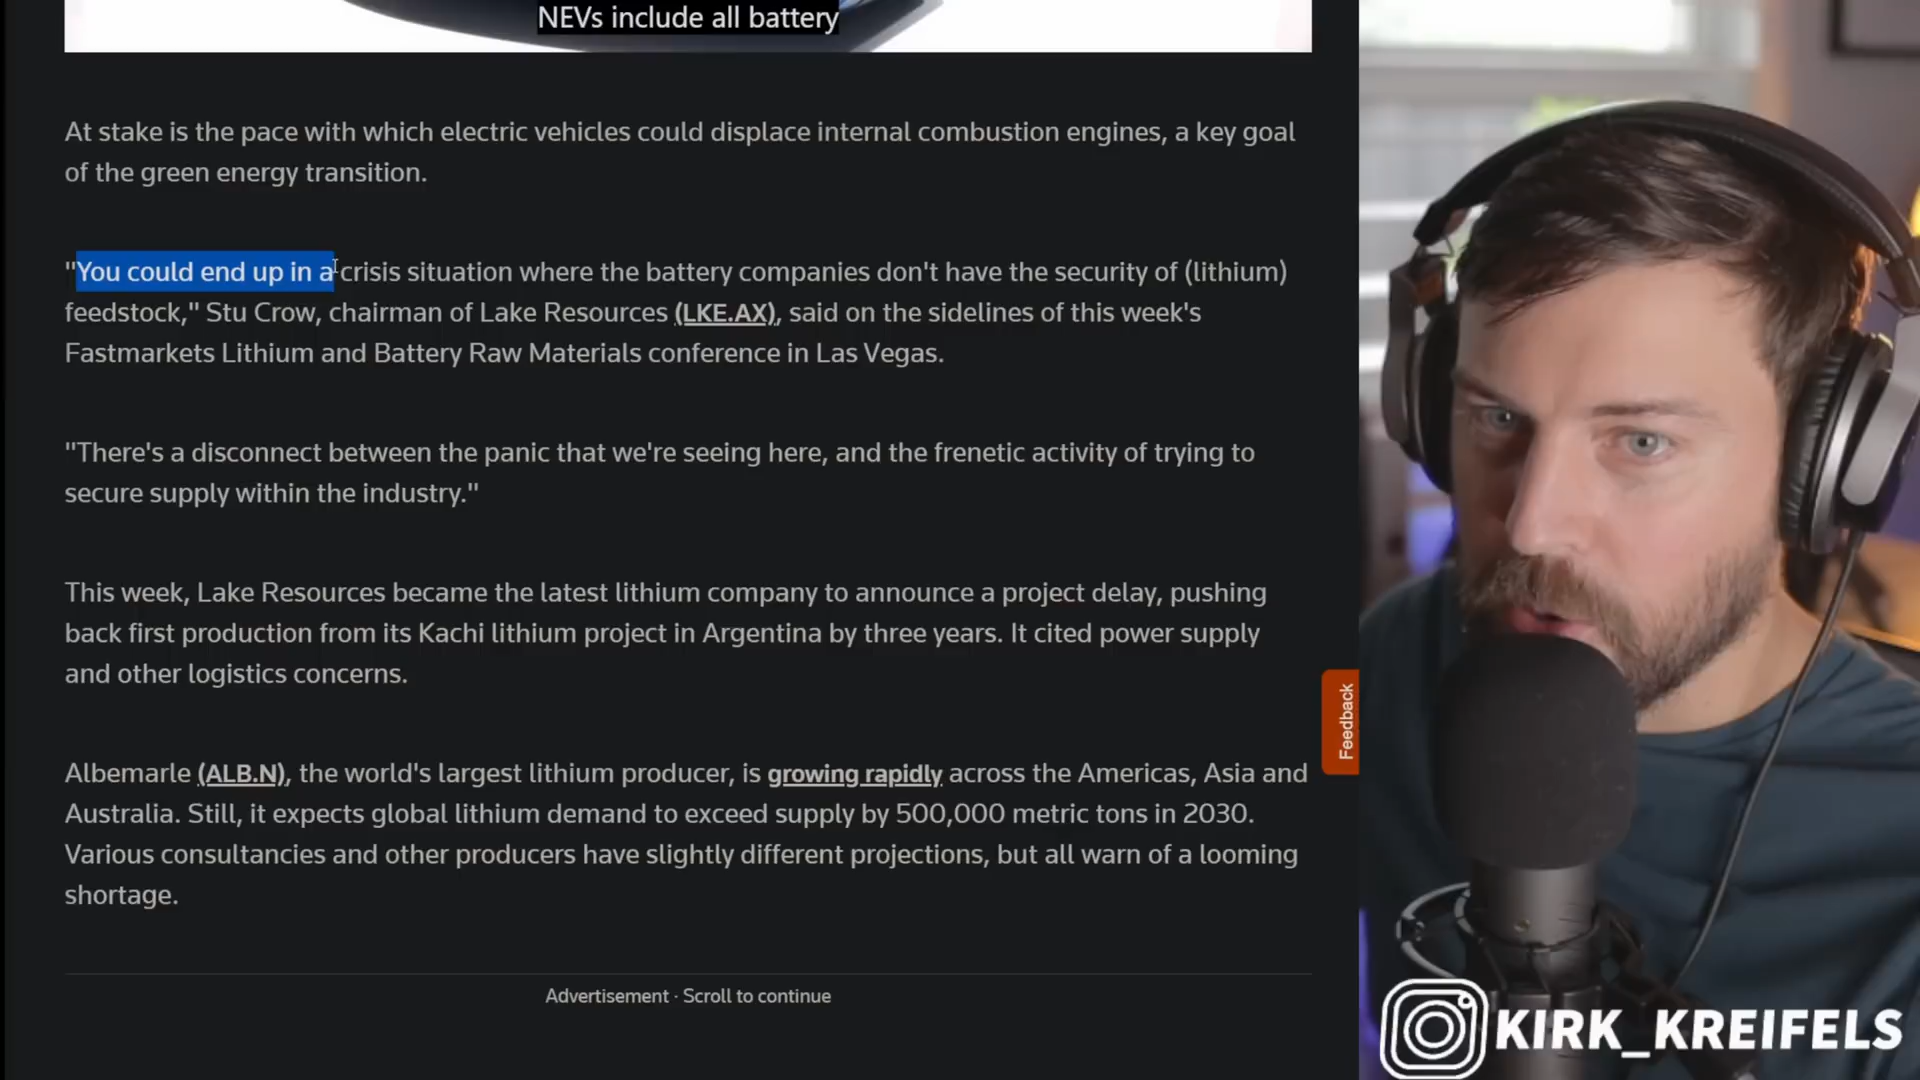 NEVs include all battery
At stake is the pace with which electric vehicles could displace internal combustion engines, a key goal
of the green energy transition.
"You could end up in a crisis situation where the battery companies don't have the security of (lithium)
feedstock," Stu Crow, chairman of Lake Resources (LKE.AX), said on the sidelines of this week's
Fastmarkets Lithium and Battery Raw Materials conference in Las Vegas.
"There's a disconnect between the panic that we're seeing here, and the frenetic activity of trying to
secure supply within the industry."
This week, Lake Resources became the latest lithium company to announce a project delay, pushing
back first production from its Kachi lithium project in Argentina by three years. It cited power supply
and other logistics concerns.
Albemarle (ALB.N), the world's largest lithium producer, is growing rapidly across the Americas, Asia and
Australia. Still, it expects global lithium demand to exceed supply by 500,000 metric tons in 2030.
Various consultancies and other producers have slightly different projections, but all warn of a looming
shortage.
Advertisement · Scroll to continue
Feedback
KIRK_KREIFELS